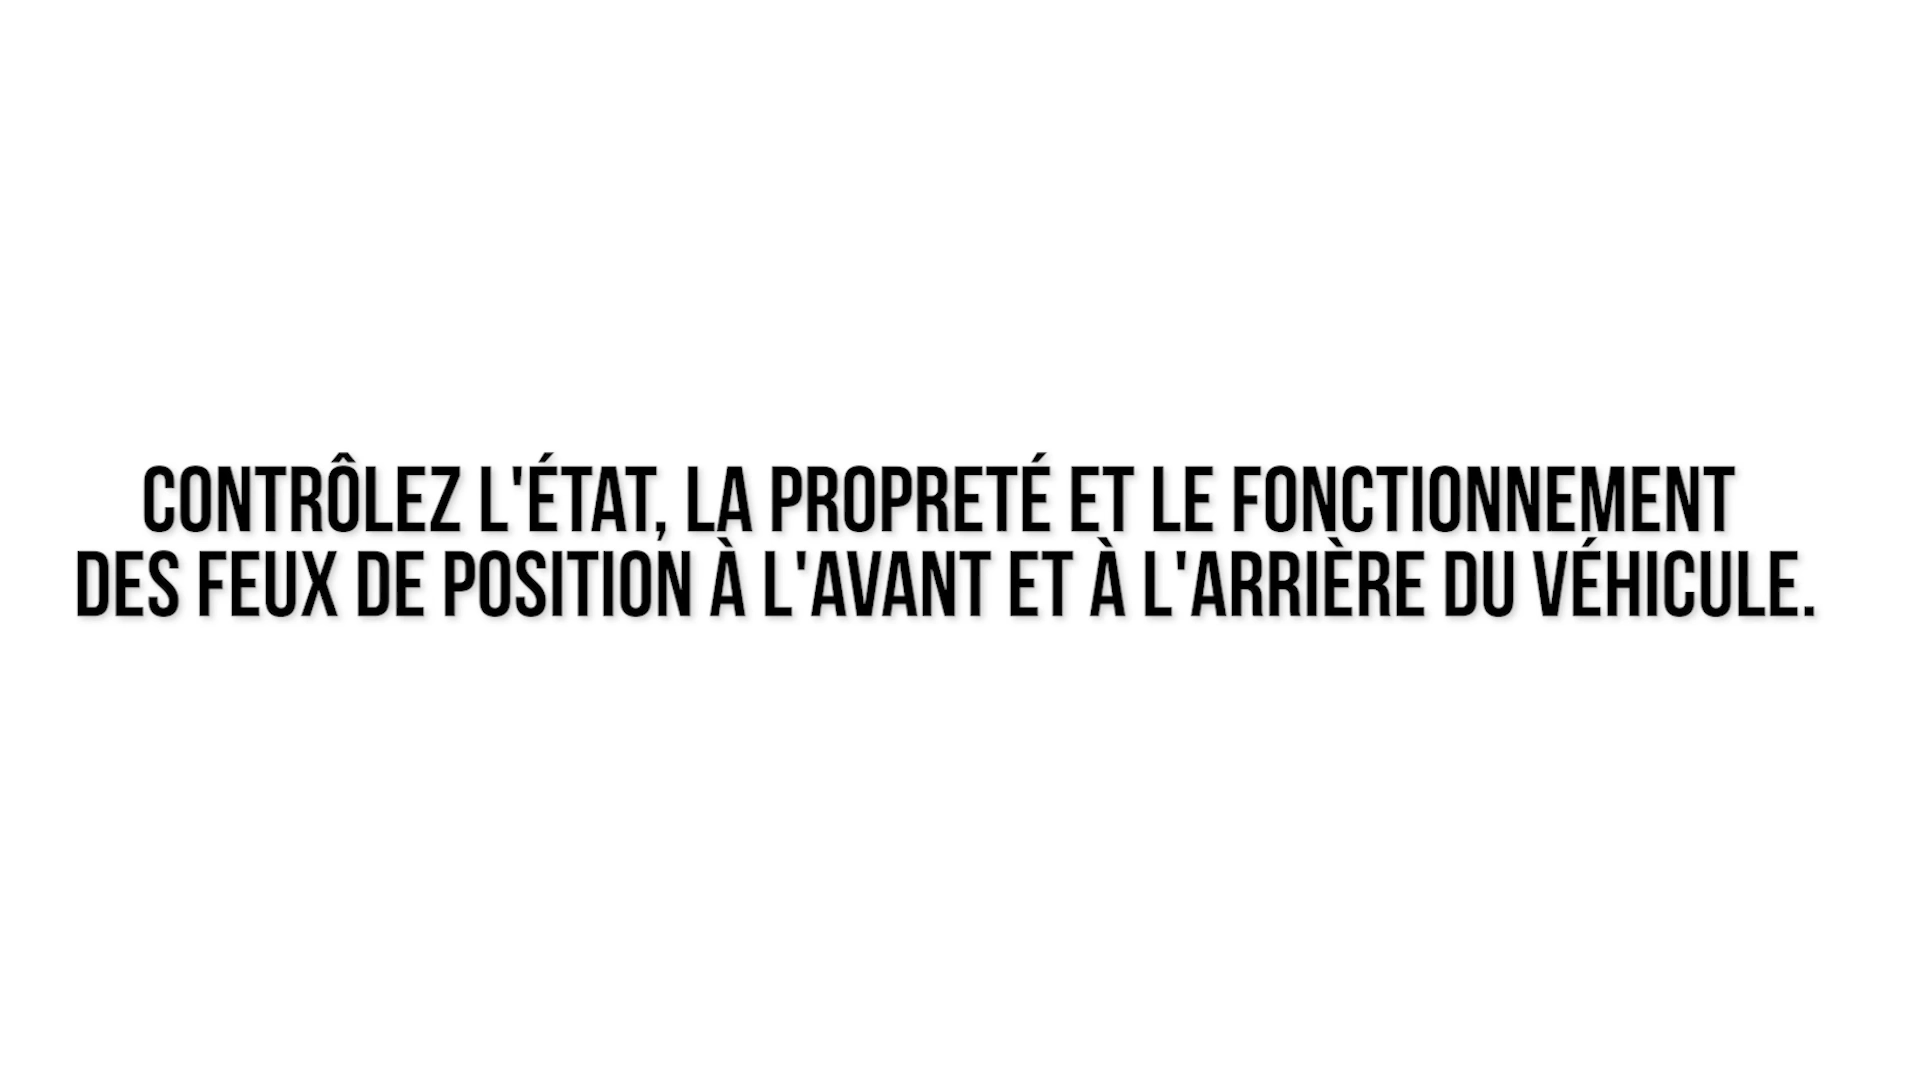 CONTRÔLEZ L'ÉTAT, LA PROPRETÉ ET LE FONCTIONNEMENT
DES FEUX DE POSITION À L'AVANT ET À L'ARRIÈRE DU VÉHICULE.